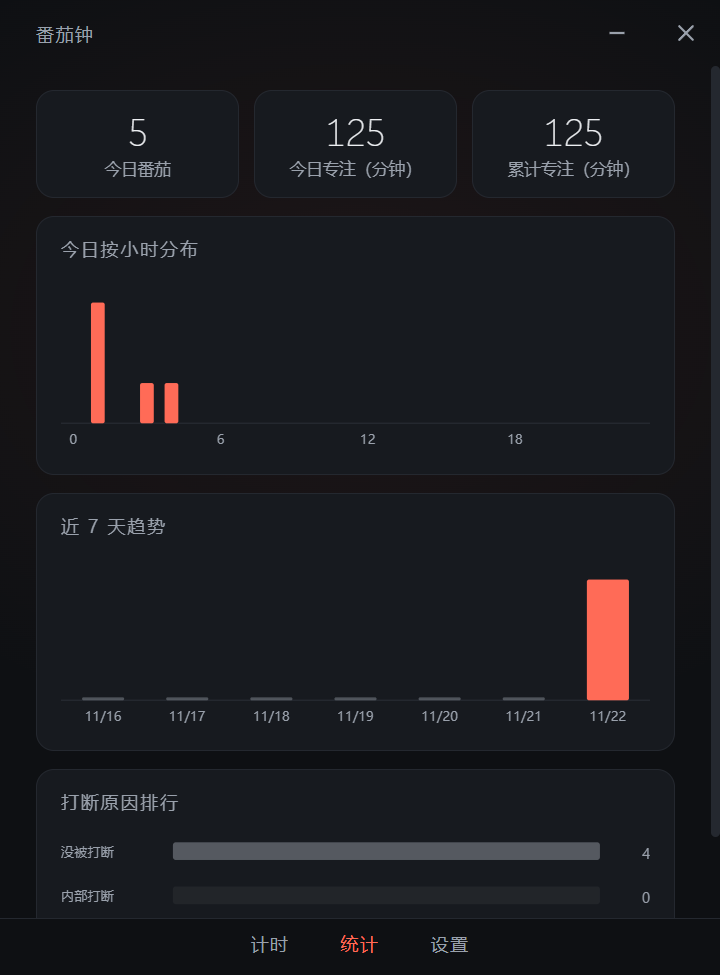 番茄钟
5
今日番茄
125
今日专注（分钟）
125
累计专注（分钟）
今日按小时分布
0 6 12 18
近 7 天趋势
11/16 11/17 11/18 11/19 11/20 11/21 11/22
打断原因排行
没被打断 4
内部打断 0
计时 统计 设置